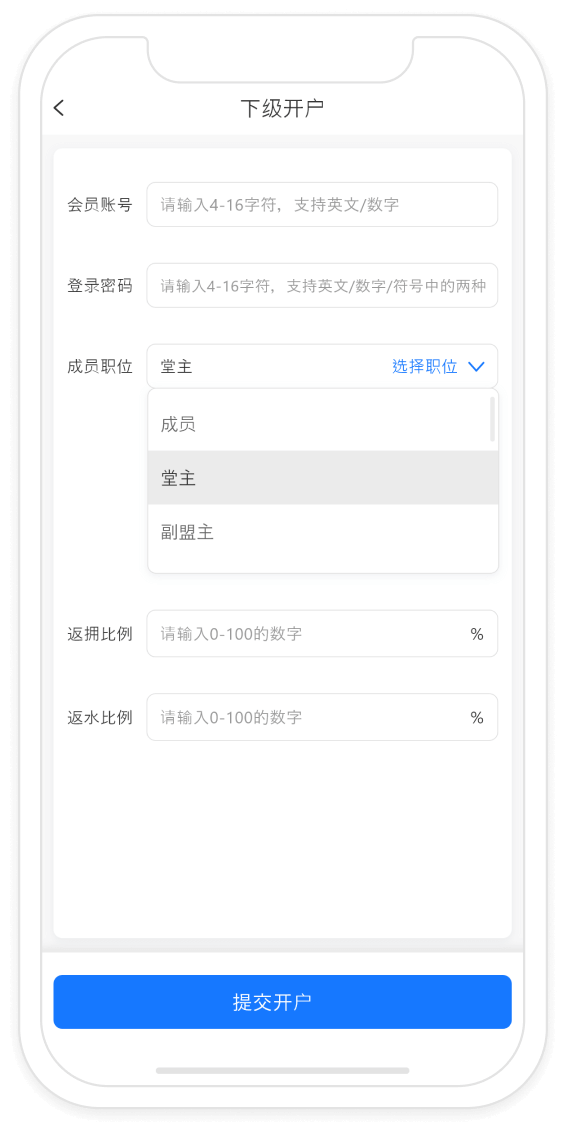 下级开户
会员账号 请输入4-16字符，支持英文/数字
登录密码 请输入4-16字符，支持英文/数字/符号中的两种
成员职位 堂主 选择职位
成员
堂主
副盟主
返拥比例 请输入0-100的数字 %
返水比例 请输入0-100的数字 %
提交开户